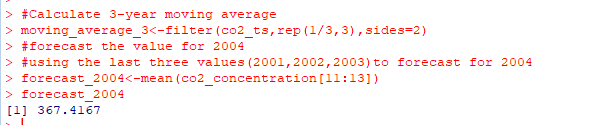 > #Calculate 3-year moving average
> moving_average_3<-filter(co2_ts,rep(1/3,3),sides=2)
> #forecast the value for 2004
> #using the last three values(2001,2002,2003)to forecast for 2004
> forecast_2004<-mean(co2_concentration[11:13])
> forecast_2004
[1] 367.4167
>